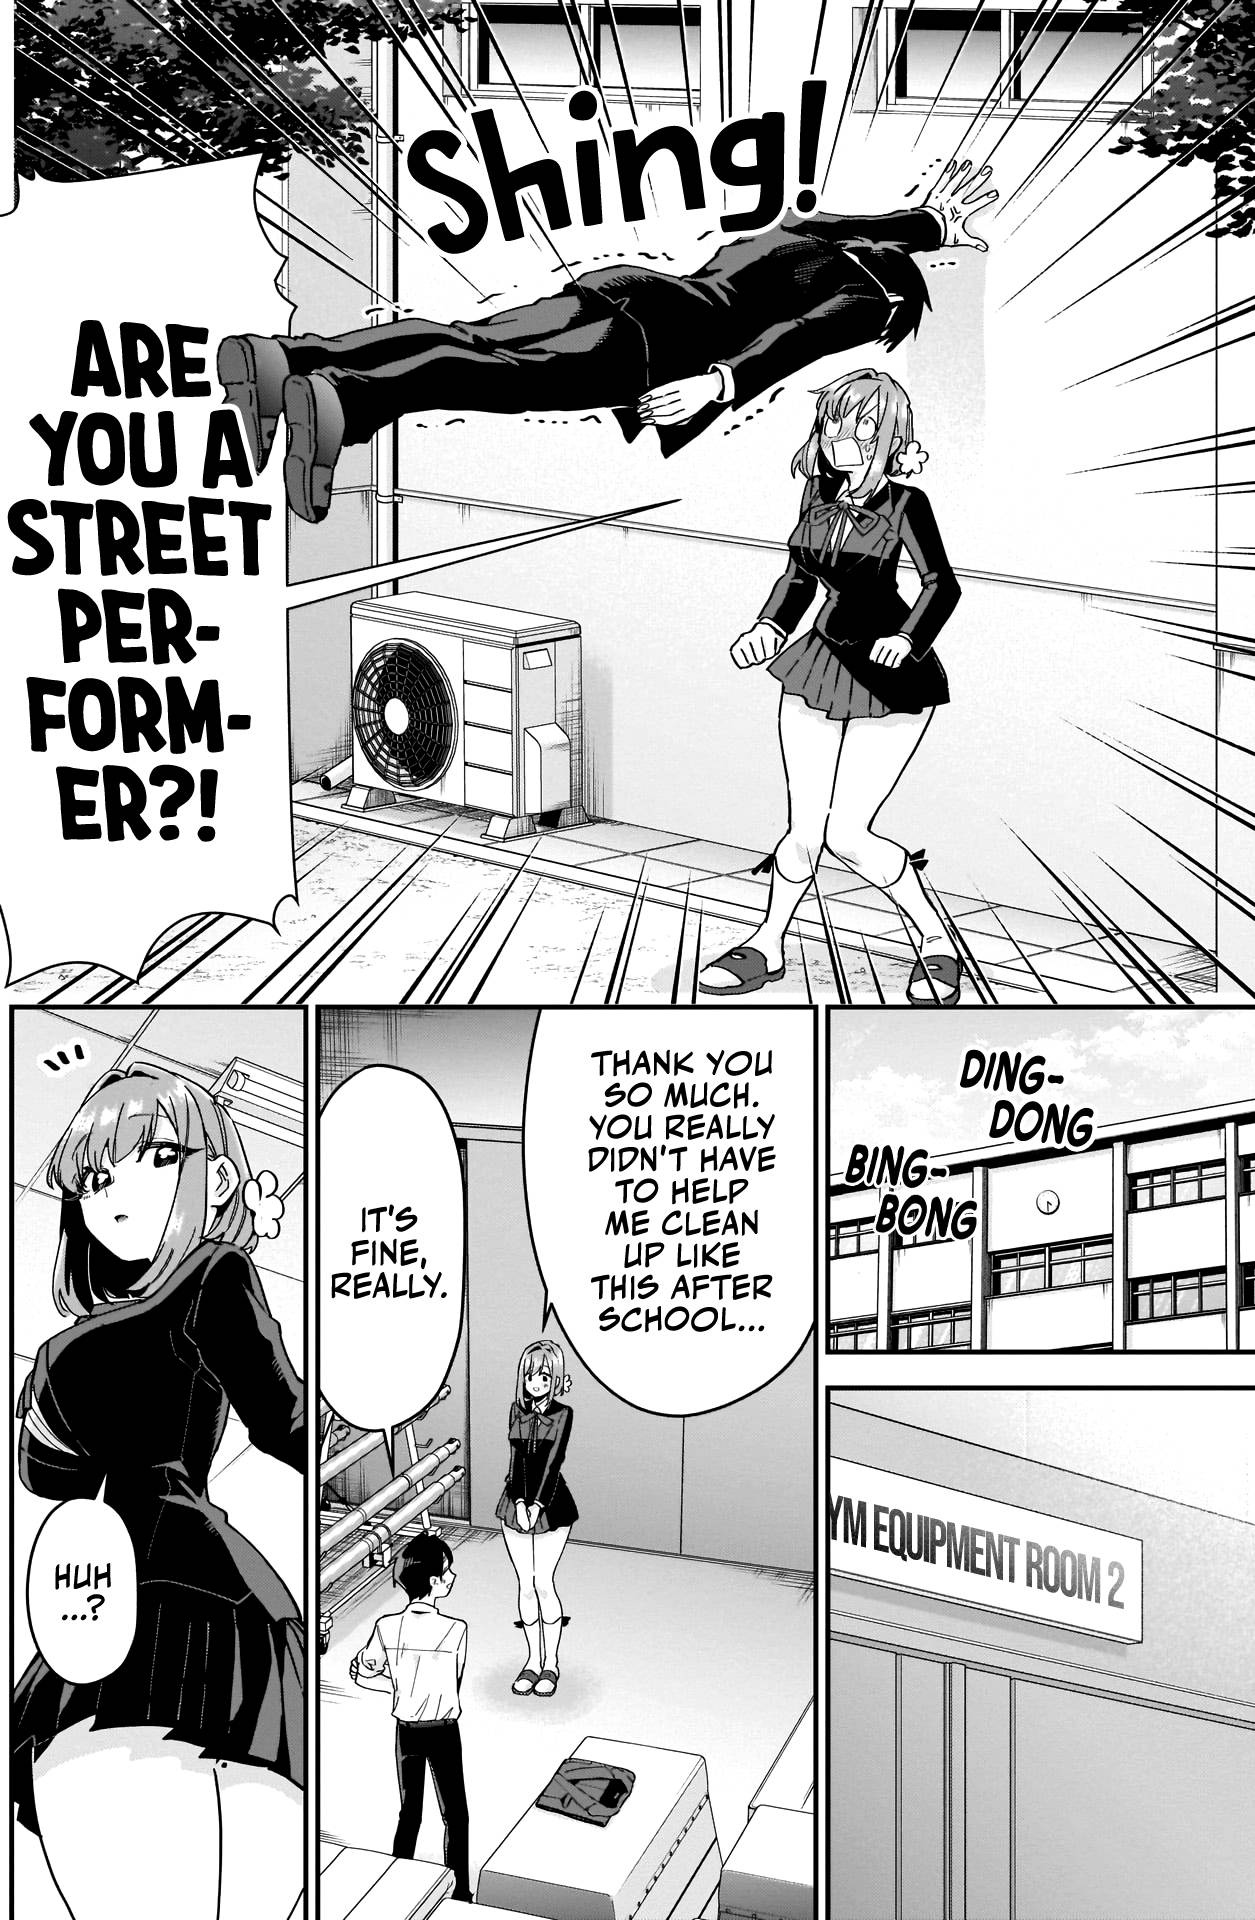 Shing!
ARE
YOU A
STREET
PER-
FORM-
ER?!
DING-
DONG
BING-
BONG
YM EQUIPMENT ROOM 2
THANK YOU
SO MUCH.
YOU REALLY
DIDN'T HAVE
TO HELP
ME CLEAN
UP LIKE
THIS AFTER
SCHOOL...
IT'S
FINE,
REALLY.
HUH
...?